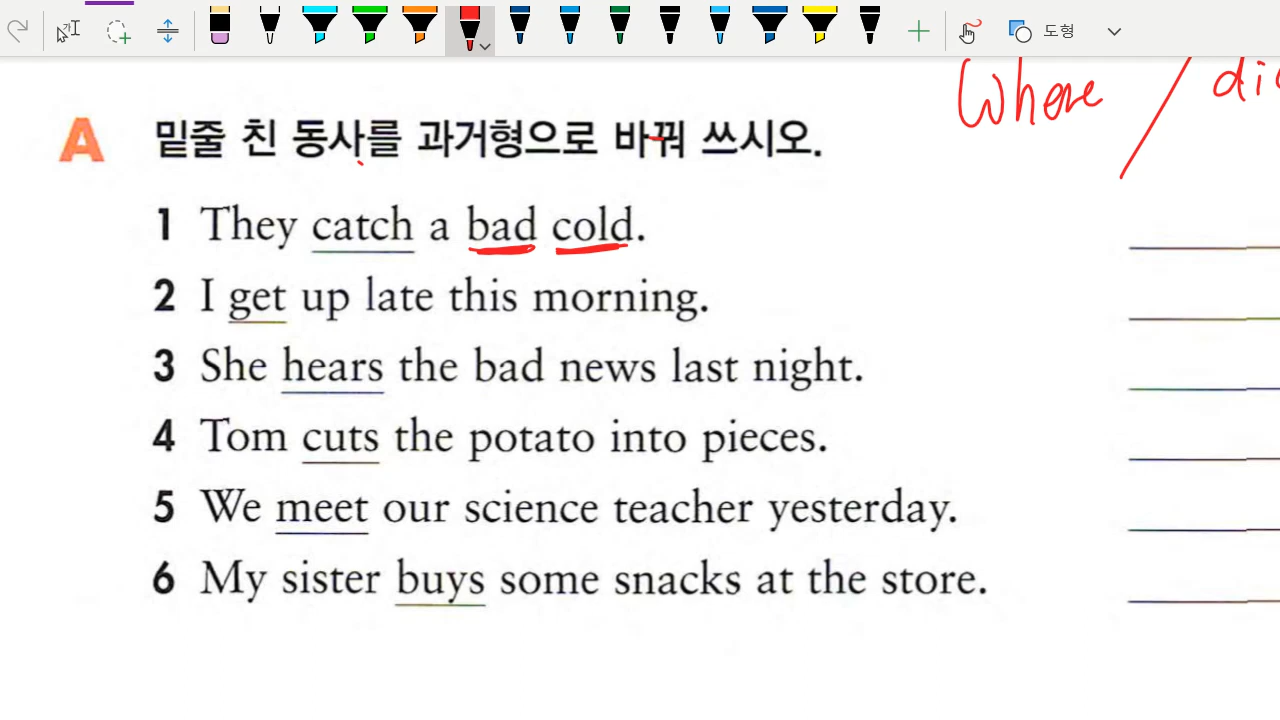 도형
Where / di
A 밑줄 친 동사를 과거형으로 바꿔 쓰시오.
1 They catch a bad cold.
2 I get up late this morning.
3 She hears the bad news last night.
4 Tom cuts the potato into pieces.
5 We meet our science teacher yesterday.
6 My sister buys some snacks at the store.